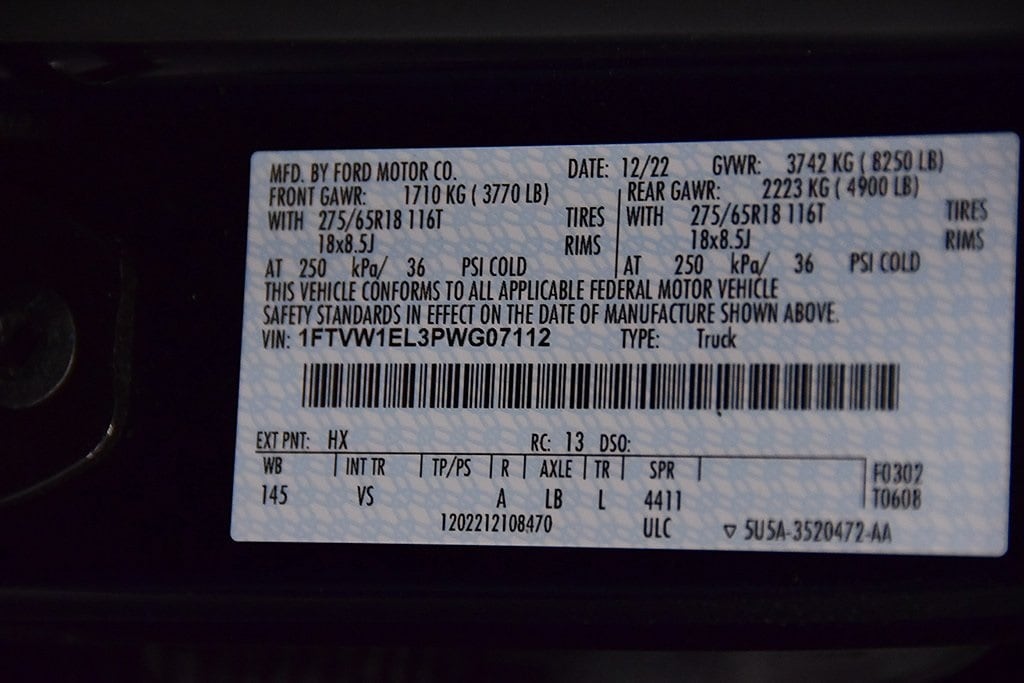 MFD. BY FORD MOTOR CO. DATE: 12/22 GVWR: 3742 KG ( 8250 LB)
FRONT GAWR: 1710 KG ( 3770 LB) REAR GAWR: 2223 KG ( 4900 LB)
WITH 275/65R18 116T TIRES WITH 275/65R18 116T TIRES
18x8.5J RIMS 18x8.5J RIMS
AT 250 kPa/ 36 PSI COLD AT 250 kPa/ 36 PSI COLD
THIS VEHICLE CONFORMS TO ALL APPLICABLE FEDERAL MOTOR VEHICLE
SAFETY STANDARDS IN EFFECT ON THE DATE OF MANUFACTURE SHOWN ABOVE.
VIN: 1FTVW1EL3PWG07112 TYPE: Truck
EXT PNT: HX RC: 13 DSO:
WB INT TR TP/PS R AXLE TR SPR F0302
145 VS A LB L 4411 T0608
1202212108470 ULC ▽ 5U5A-3520472-AA